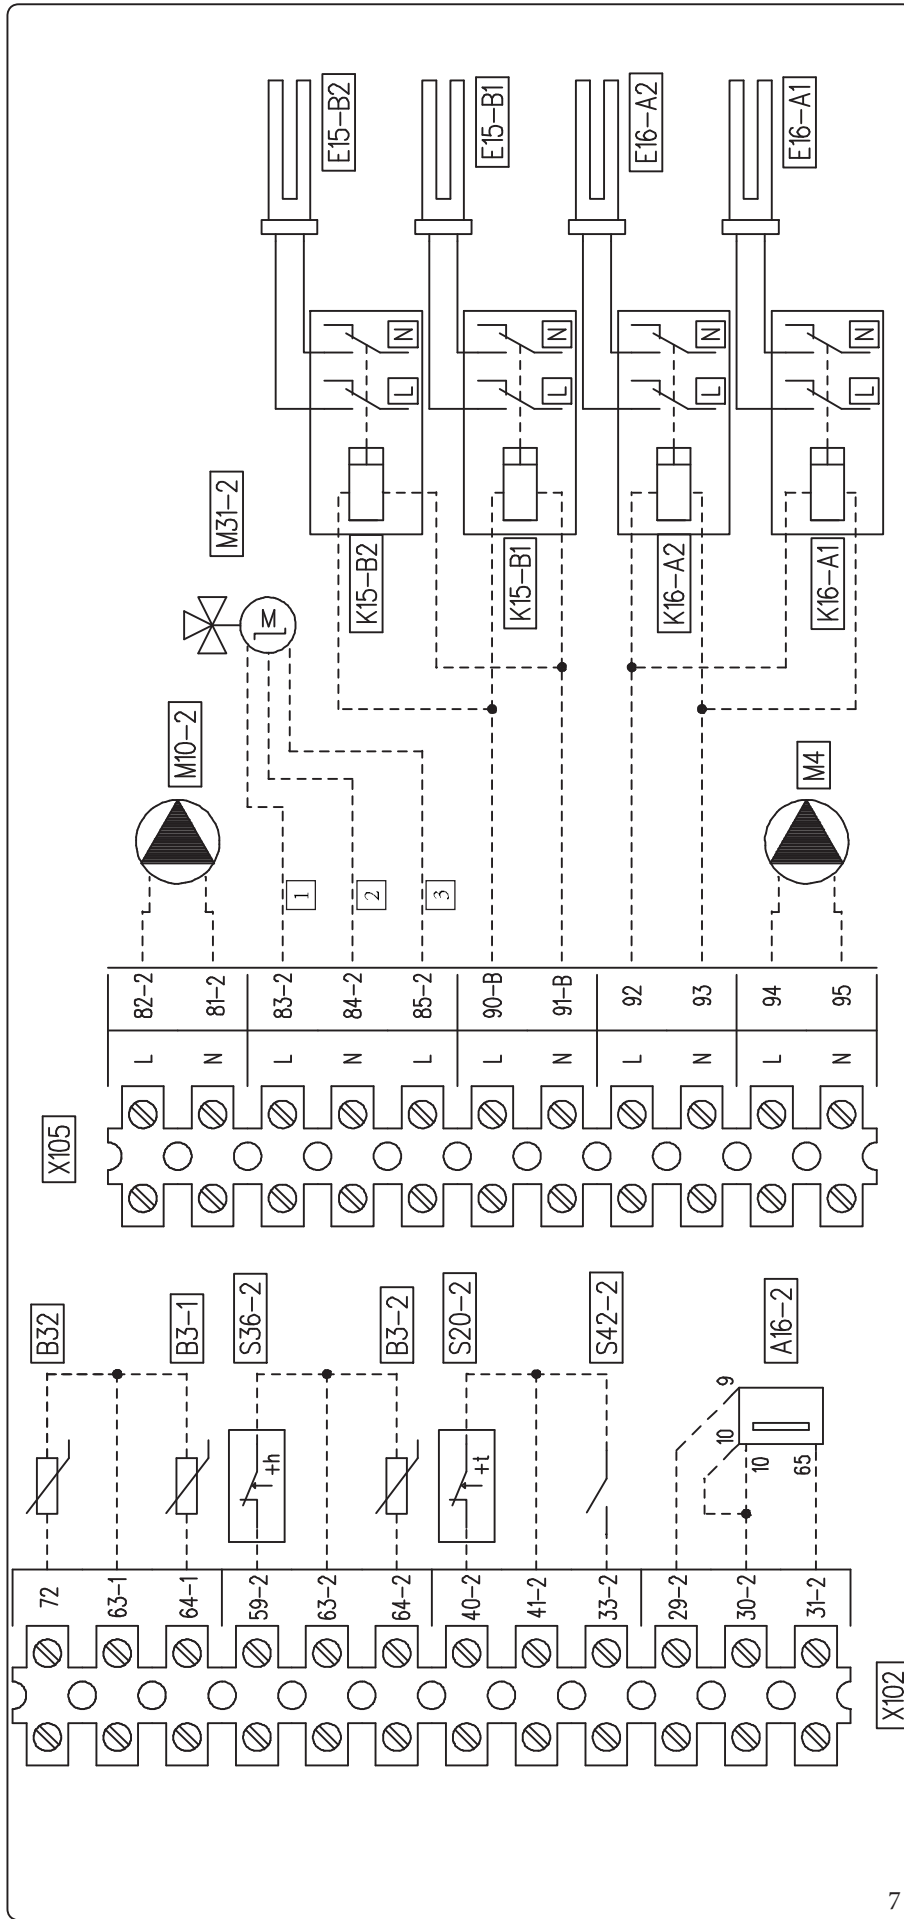 E15-B2
E15-B1
E16-A2
E16-A1
N
L
N
L
N
L
N
L
M31-2
K15-B2
K15-B1
K16-A2
K16-A1
M
M10-2
M4
1
2
3
82-2
81-2
83-2
84-2
85-2
90-B
91-B
92
93
94
95
L
N
L
N
L
L
N
L
N
L
N
X105
B32
B3-1
S36-2
B3-2
S20-2
S42-2
A16-2
+h
+t
9
10
10
65
72
63-1
64-1
59-2
63-2
64-2
40-2
41-2
33-2
29-2
30-2
31-2
X102
7